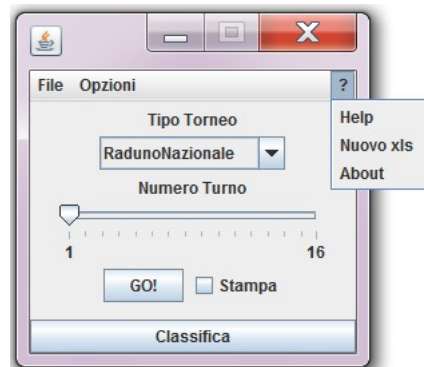 File Opzioni ?
Help
Nuovo xls
About
Tipo Torneo
RadunoNazionale
Numero Turno
1 16
GO! Stampa
Classifica